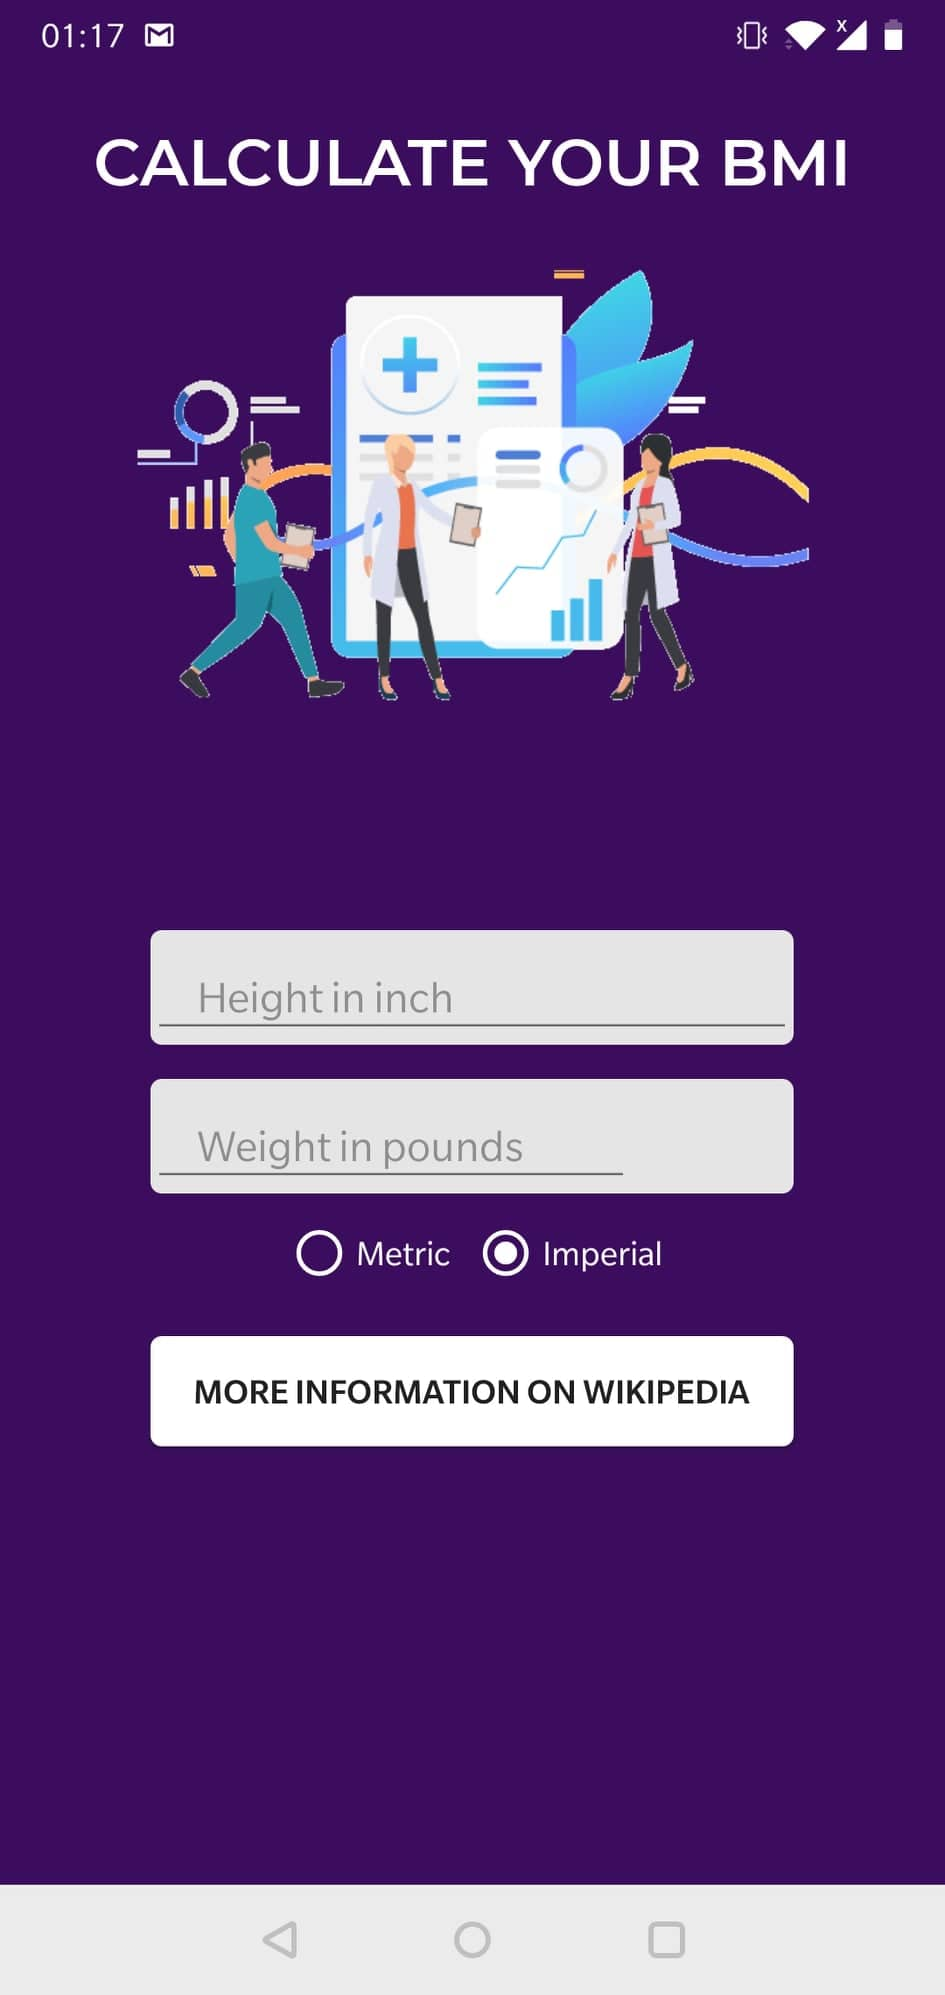 01:17
CALCULATE YOUR BMI
Height in inch
Weight in pounds
Metric Imperial
MORE INFORMATION ON WIKIPEDIA